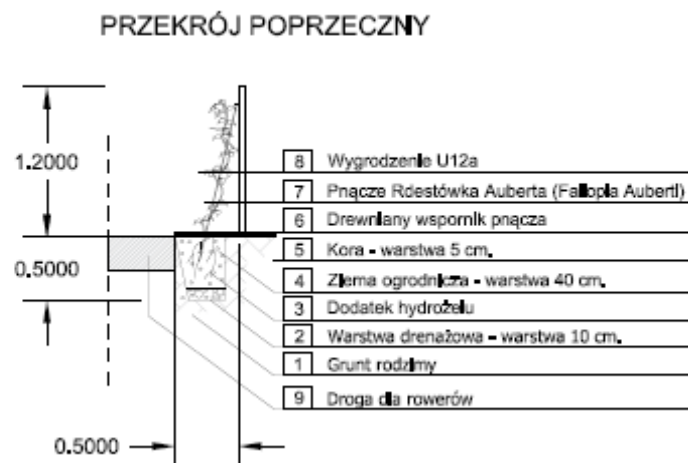 PRZEKRÓJ POPRZECZNY
1.2000
8 Wygrodzenie U12a
7 Pnącze Rdestówka Auberta (Fallopia Auberti)
6 Drewniany wspornik pnącza
5 Kora - warstwa 5 cm.
0.5000
4 Ziema ogrodnicza - warstwa 40 cm.
3 Dodatek hydrożelu
2 Warstwa drenażowa - warstwa 10 cm.
1 Grunt rodzimy
9 Droga dla rowerów
0.5000